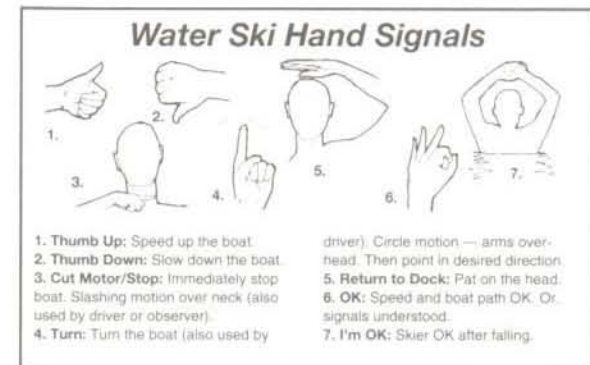 Water Ski Hand Signals
1.
2.
3.
4.
5.
6.
7.
1. Thumb Up: Speed up the boat.
2. Thumb Down: Slow down the boat.
3. Cut Motor/Stop: Immediately stop
boat. Slashing motion over neck (also
used by driver or observer).
4. Turn: Turn the boat (also used by
driver). Circle motion — arms over-
head. Then point in desired direction.
5. Return to Dock: Pat on the head.
6. OK: Speed and boat path OK. Or,
signals understood.
7. I'm OK: Skier OK after falling.